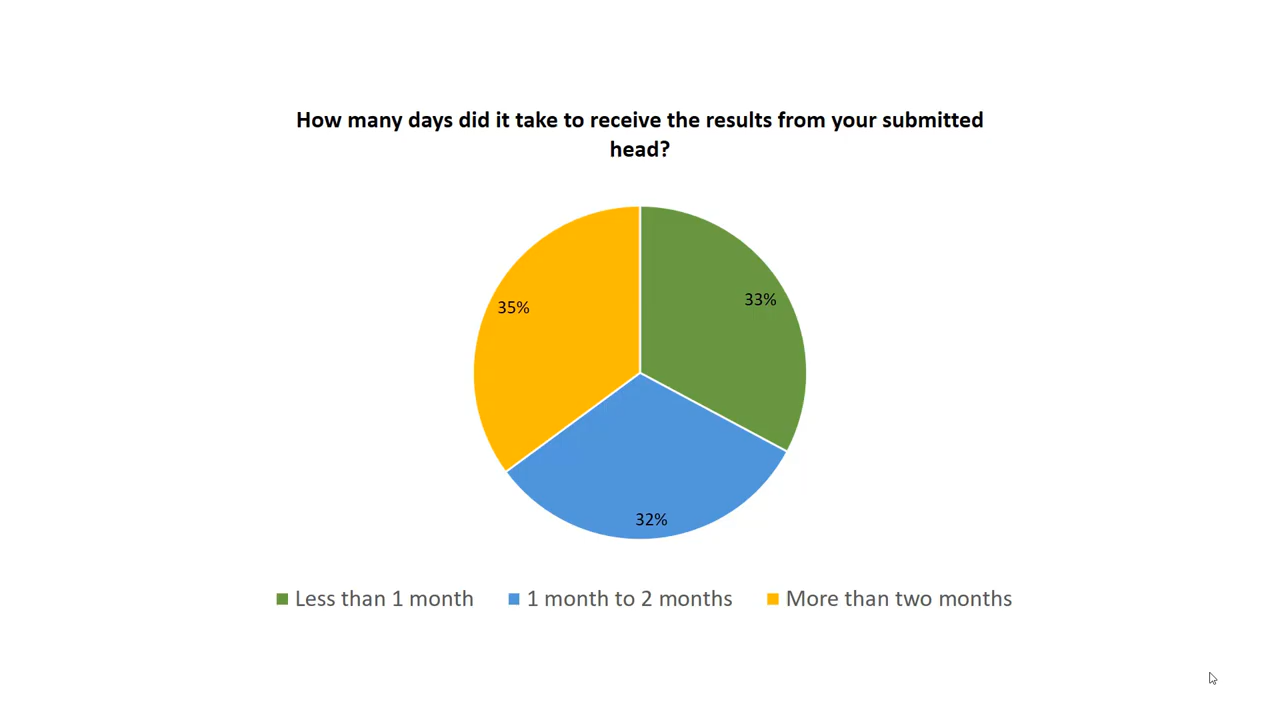 How many days did it take to receive the results from your submitted
head?
33%
35%
32%
Less than 1 month
1 month to 2 months
More than two months